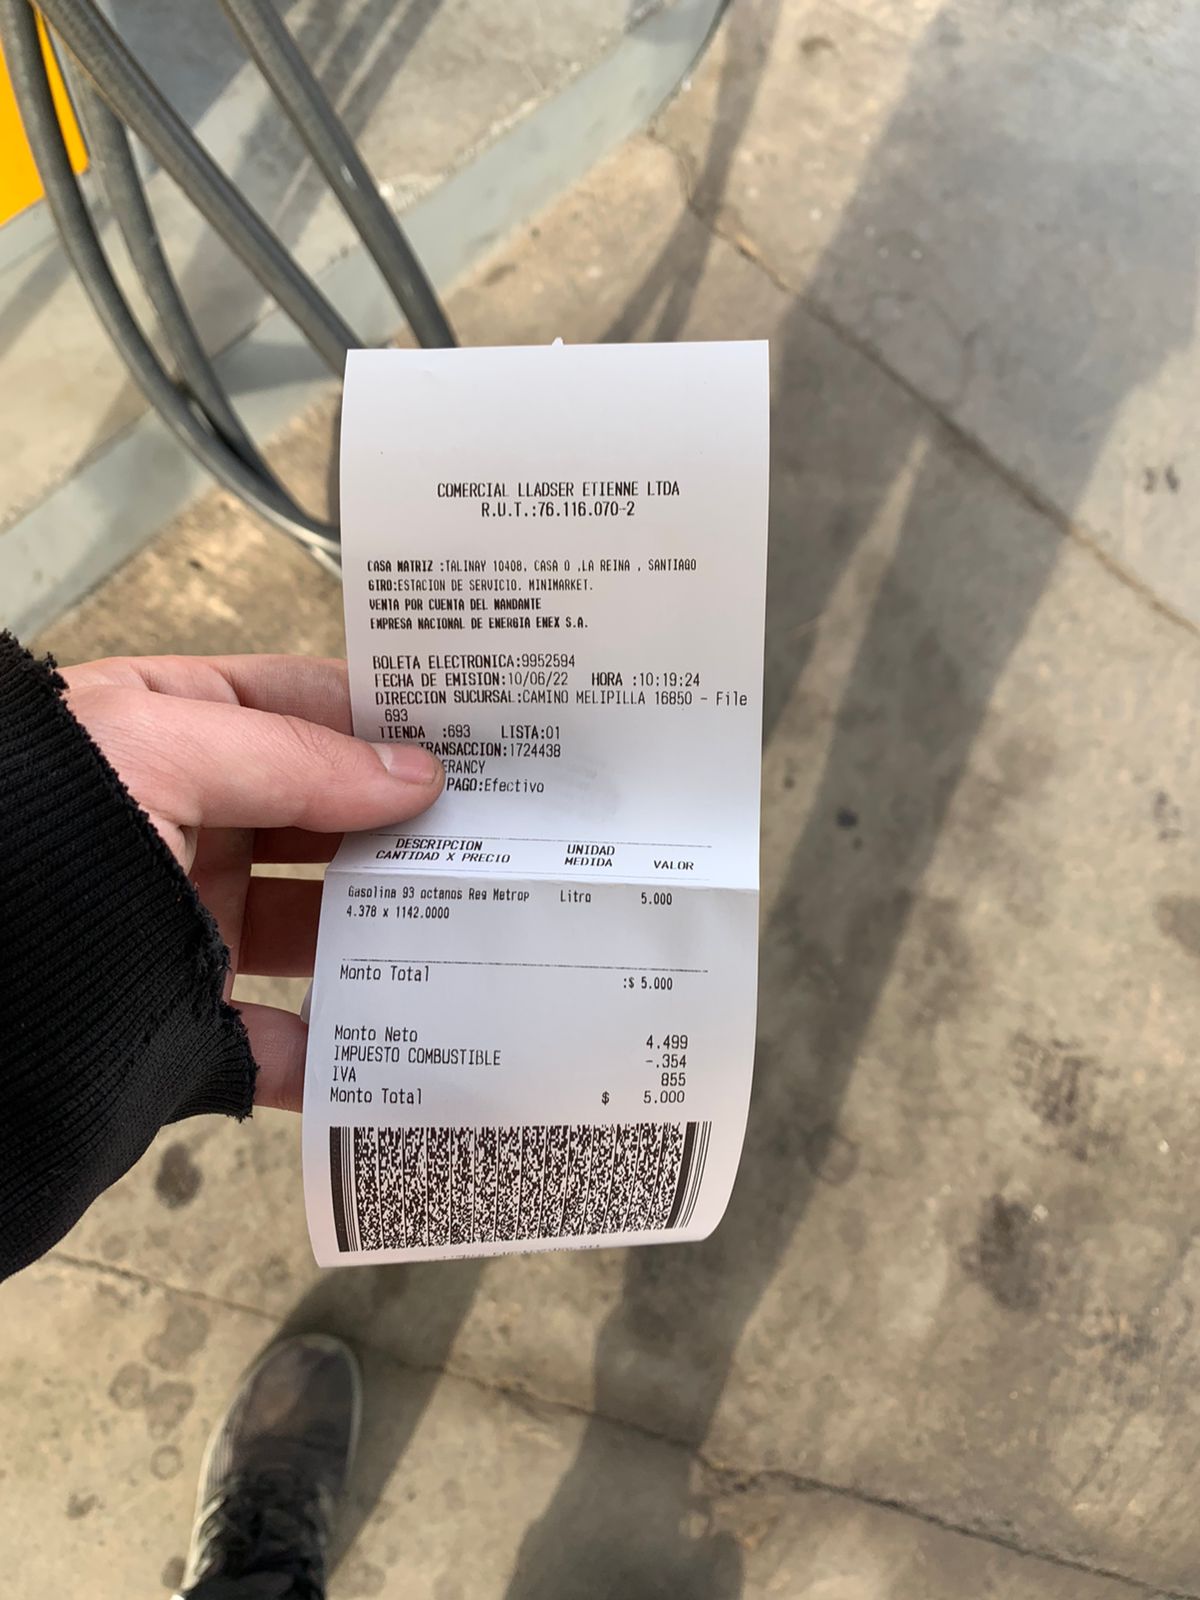 COMERCIAL LLADSER ETIENNE LTDA
R.U.T.:76.116.070-2
CASA MATRIZ :TALINAY 10408, CASA O ,LA REINA , SANTIAGO
GIRO:ESTACION DE SERVICIO. MINIMARKET.
VENTA POR CUENTA DEL MANDANTE
EMPRESA NACIONAL DE ENERGIA ENEX S.A.
BOLETA ELECTRONICA:9952594
FECHA DE EMISION:10/06/22 HORA :10:19:24
DIRECCION SUCURSAL:CAMINO MELIPILLA 16850 - File
693
TIENDA :693 LISTA:01
TRANSACCION:1724438
ERANCY
PAGO:Efectivo
DESCRIPCION UNIDAD
CANTIDAD X PRECIO MEDIDA VALOR
Gasolina 93 octanos Reg Metrop Litro 5.000
4.378 x 1142.0000
Monto Total :$ 5.000
Monto Neto 4.499
IMPUESTO COMBUSTIBLE -.354
IVA 855
Monto Total $ 5.000